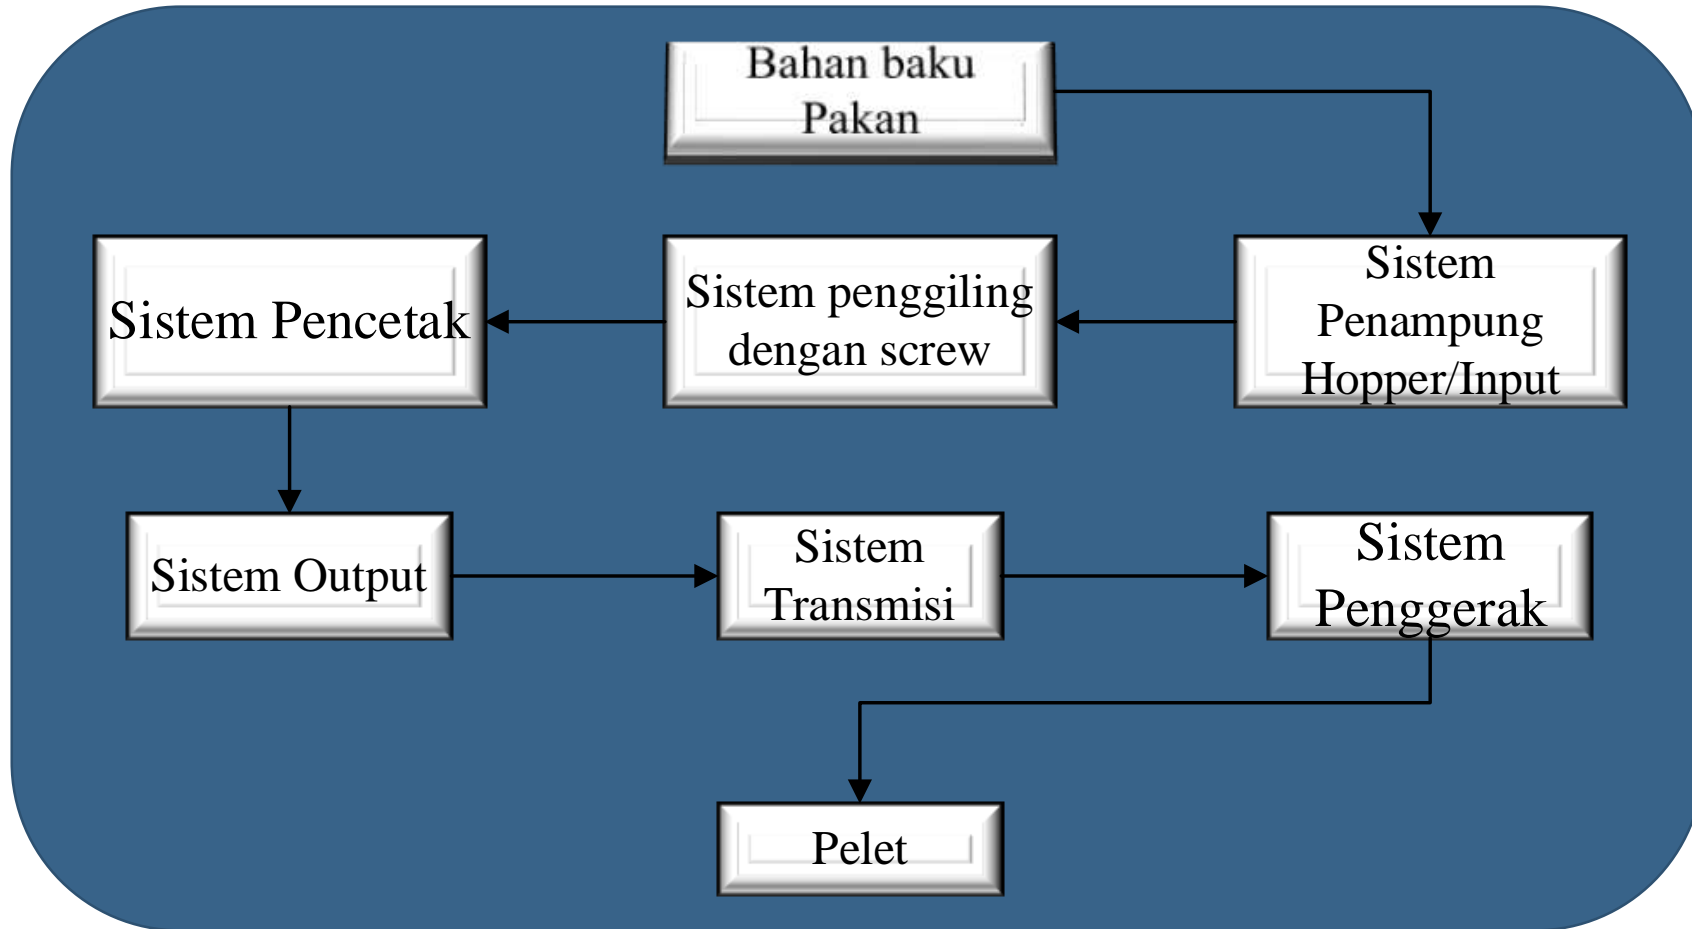 Bahan baku
Pakan
Sistem
Penampung
Hopper/Input
Sistem penggiling
dengan screw
Sistem Pencetak
Sistem Output
Sistem
Transmisi
Sistem
Penggerak
Pelet